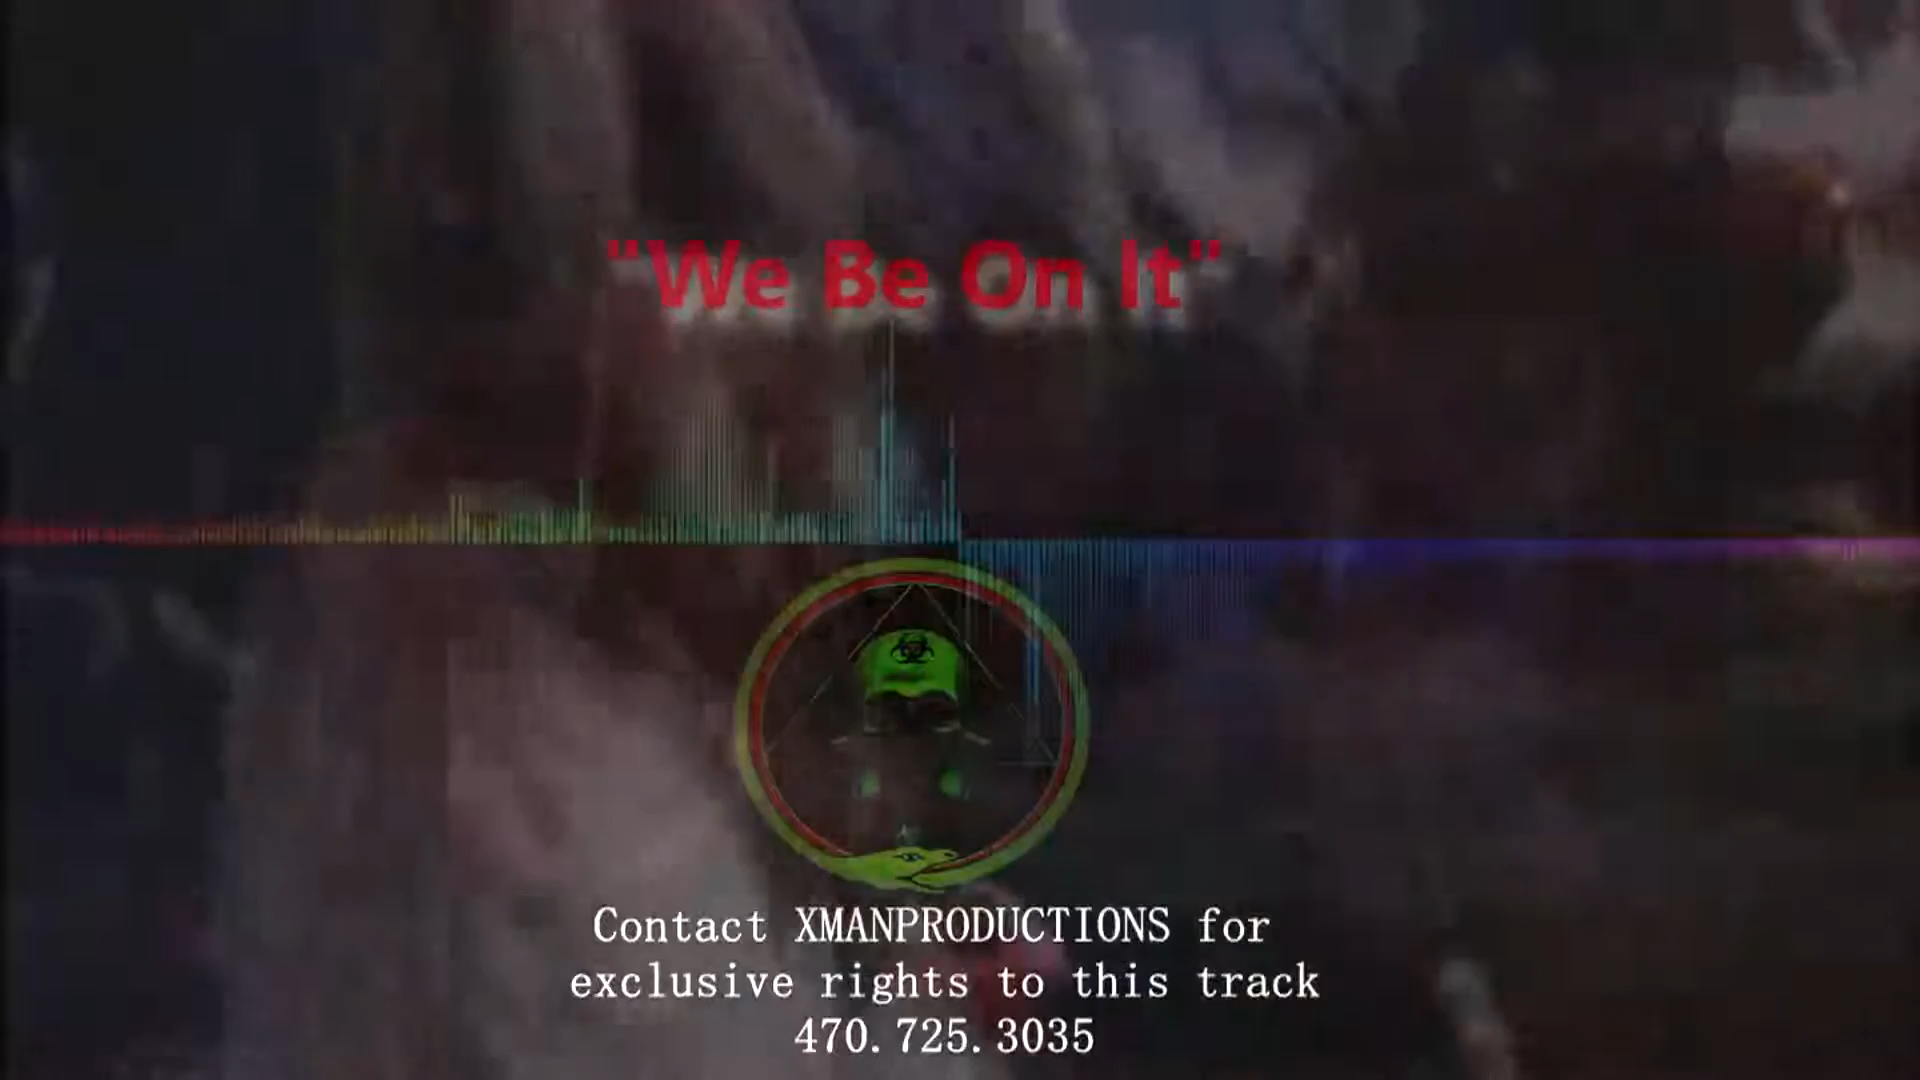 "We Be On It"
Contact XMANPRODUCTIONS for
exclusive rights to this track
470.725.3035